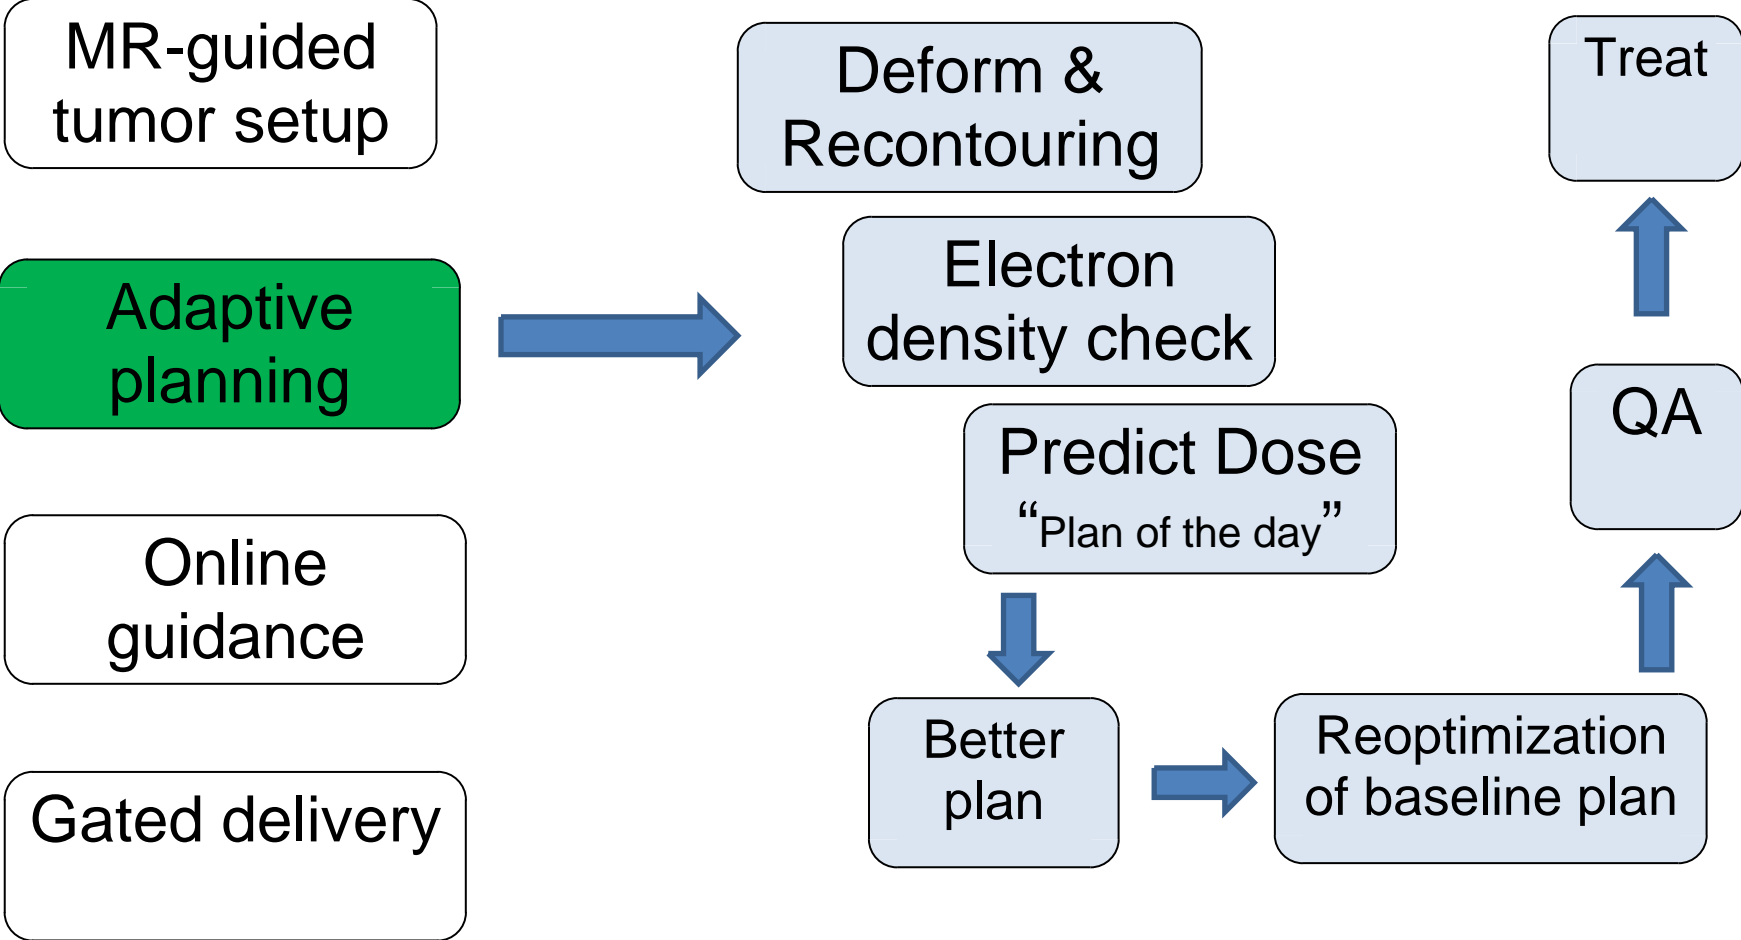 MR-guided
tumor setup
Adaptive
planning
Online
guidance
Gated delivery
Deform &
Recontouring
Electron
density check
Predict Dose
“Plan of the day”
Better
plan
Reoptimization
of baseline plan
QA
Treat